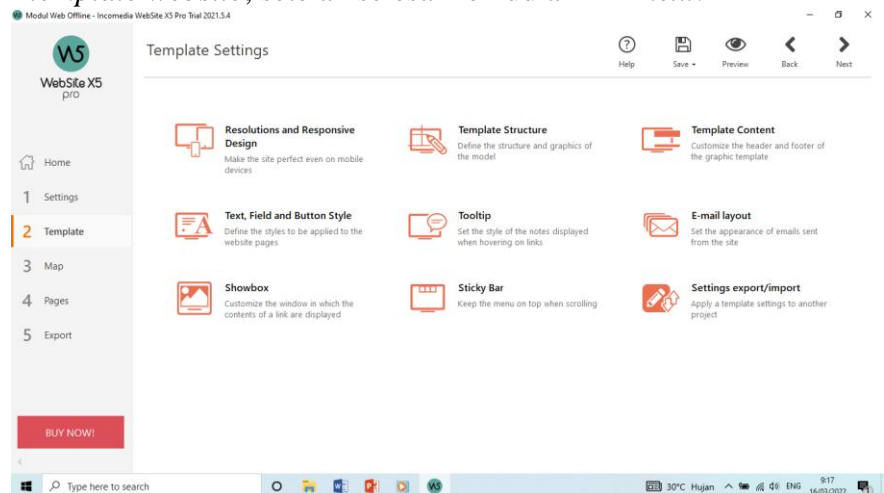 Modul Web Offline - Incomedia WebSite X5 Pro Trial 2021.5.4
W5
WebSite X5
pro
Template Settings
Help
Save
Preview
Back
Next
Home
1 Settings
2 Template
3 Map
4 Pages
5 Export
BUY NOW!
Resolutions and Responsive
Design
Make the site perfect even on mobile
devices
Template Structure
Define the structure and graphics of
the model
Template Content
Customize the header and footer of
the graphic template
Text, Field and Button Style
Define the styles to be applied to the
website pages
Tooltip
Set the style of the notes displayed
when hovering on links
E-mail layout
Set the appearance of emails sent
from the site
Showbox
Customize the window in which the
contents of a link are displayed
Sticky Bar
Keep the menu on top when scrolling
Settings export/import
Apply a template settings to another
project
Type here to search
30°C Hujan
ENG
9:17
16/03/2022